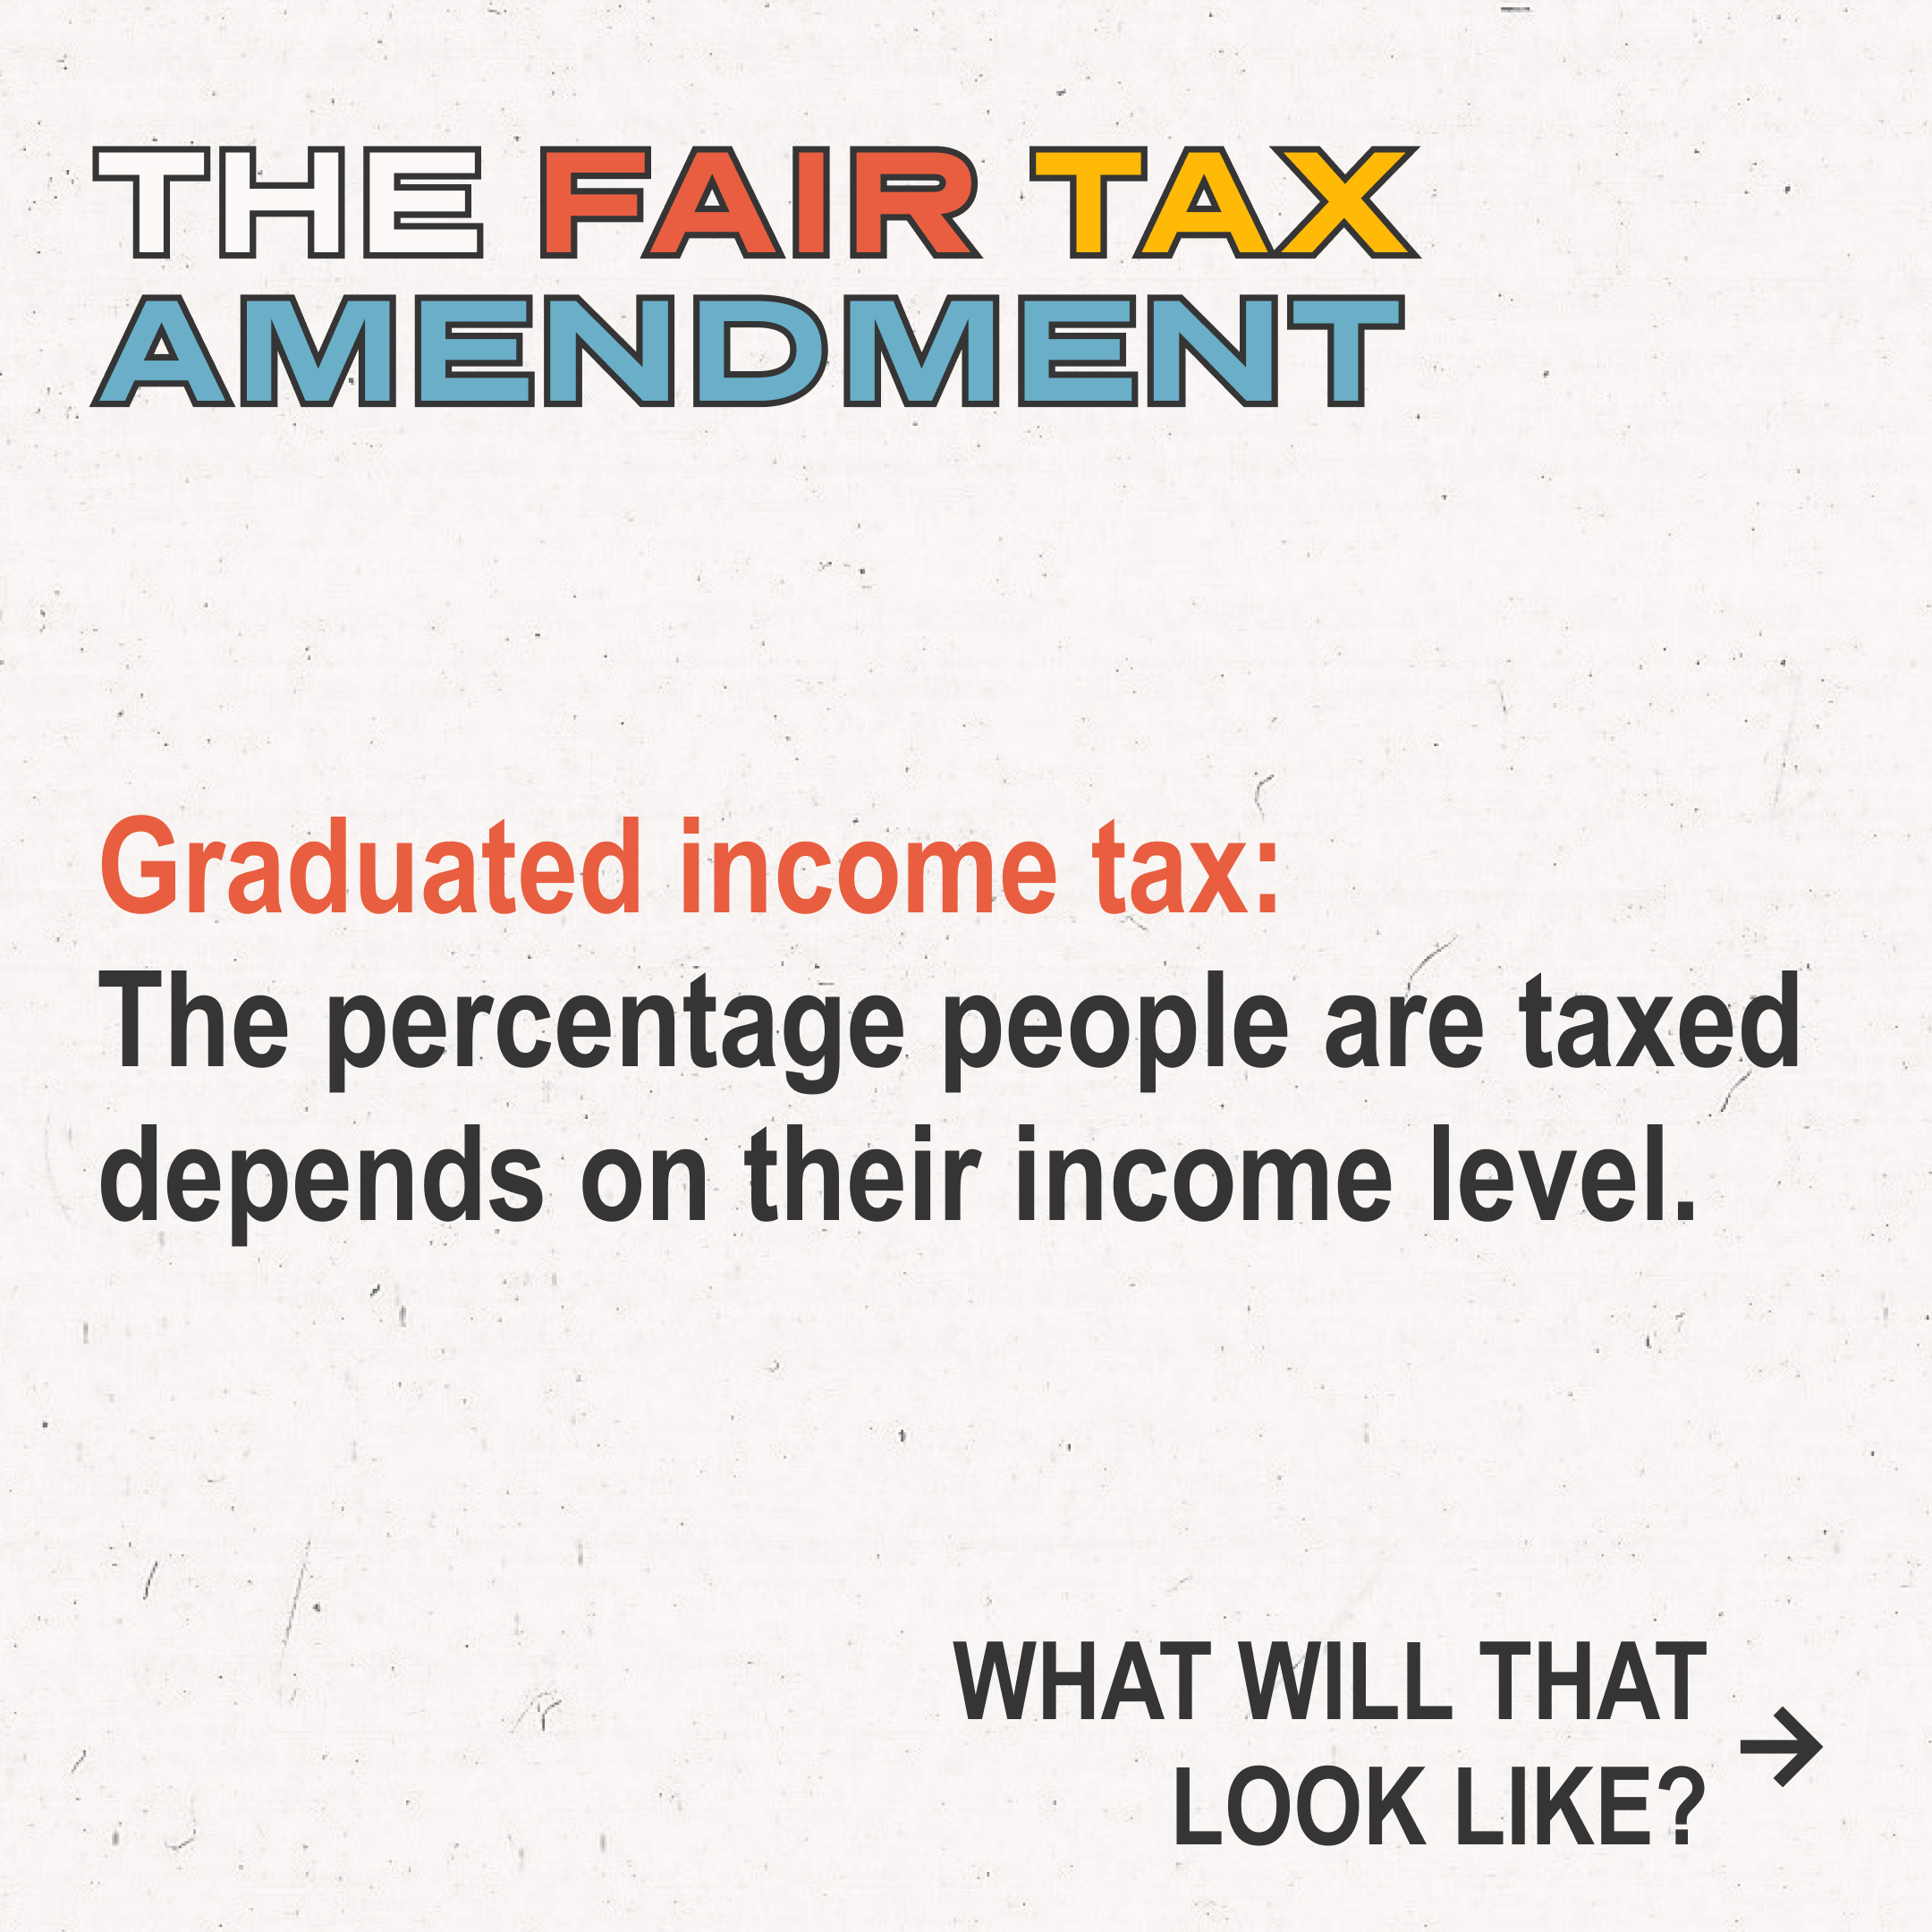 THE FAIR TAX
AMENDMENT
Graduated income tax:
The percentage people are taxed
depends on their income level.
WHAT WILL THAT
LOOK LIKE?